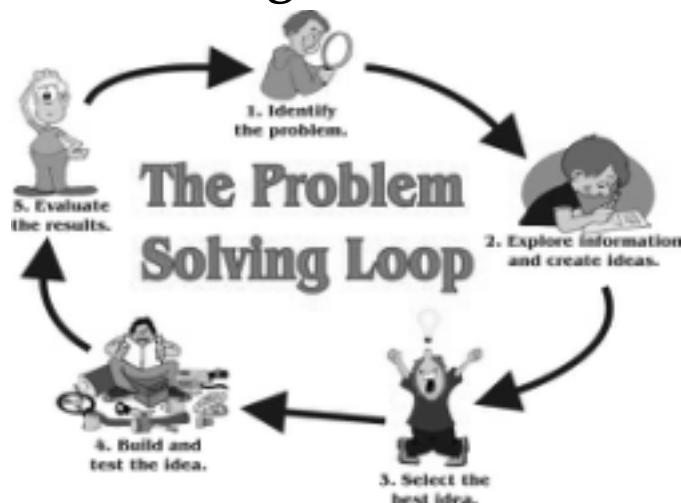 1. Identify
the problem.
The Problem
Solving Loop
2. Explore information
and create ideas.
3. Select the
best idea.
4. Build and
test the idea.
5. Evaluate
the results.